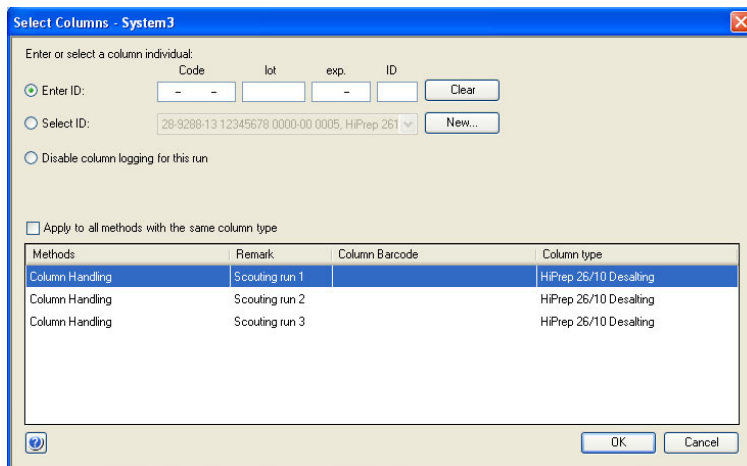 Select Columns - System3
Enter or select a column individual:
Code lot exp. ID
Enter ID: - - - Clear
Select ID: 28-9288-13 12345678 0000-00 0005, HiPrep 261 New...
Disable column logging for this run
Apply to all methods with the same column type
Methods Remark Column Barcode Column type
Column Handling Scouting run 1 HiPrep 26/10 Desalting
Column Handling Scouting run 2 HiPrep 26/10 Desalting
Column Handling Scouting run 3 HiPrep 26/10 Desalting
? OK Cancel